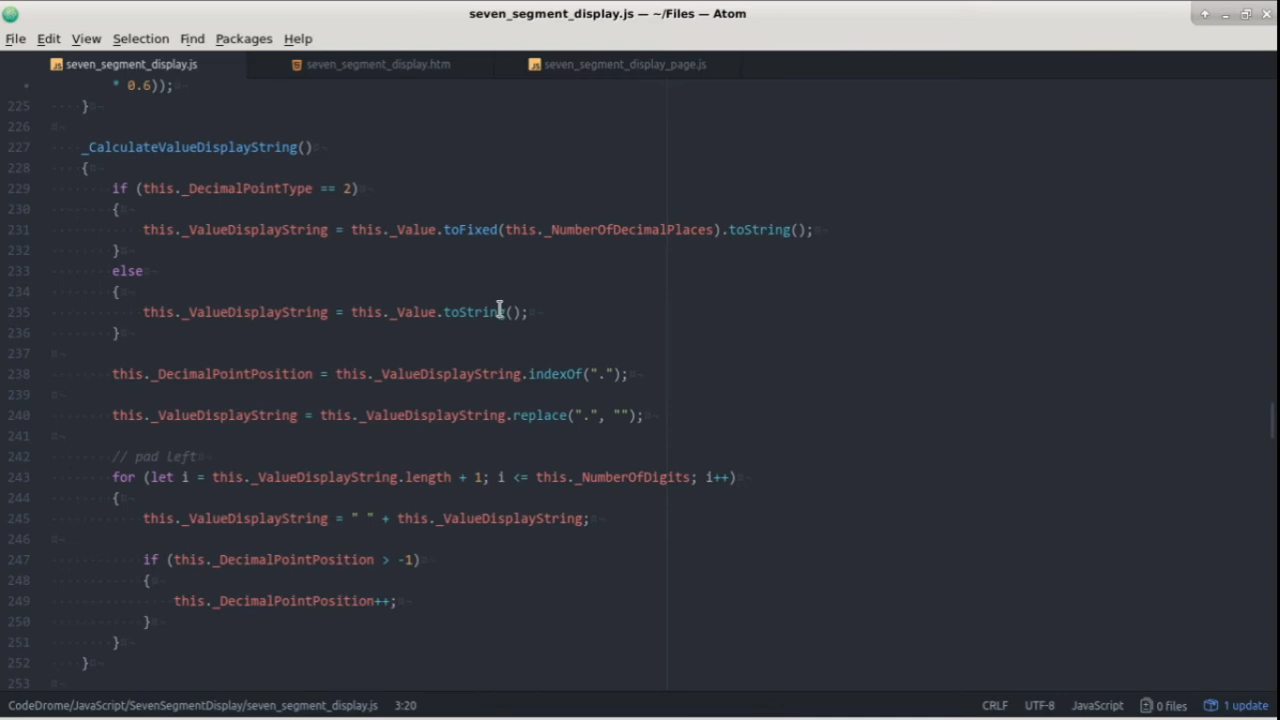 seven_segment_display.js — ~/Files — Atom
File Edit View Selection Find Packages Help
seven_segment_display.js seven_segment_display.htm seven_segment_display_page.js
* 0.6));
225 }
226
227 _CalculateValueDisplayString()
228 {
229 if (this._DecimalPointType == 2)
230 {
231 this._ValueDisplayString = this._Value.toFixed(this._NumberOfDecimalPlaces).toString();
232 }
233 else
234 {
235 this._ValueDisplayString = this._Value.toString();
236 }
237
238 this._DecimalPointPosition = this._ValueDisplayString.indexOf(".");
239
240 this._ValueDisplayString = this._ValueDisplayString.replace(".", "");
241
242 // pad left
243 for (let i = this._ValueDisplayString.length + 1; i <= this._NumberOfDigits; i++)
244 {
245 this._ValueDisplayString = " " + this._ValueDisplayString;
246
247 if (this._DecimalPointPosition > -1)
248 {
249 this._DecimalPointPosition++;
250 }
251 }
252 }
253
CodeDrome/JavaScript/SevenSegmentDisplay/seven_segment_display.js 3:20 CRLF UTF-8 JavaScript 0 files 1 update